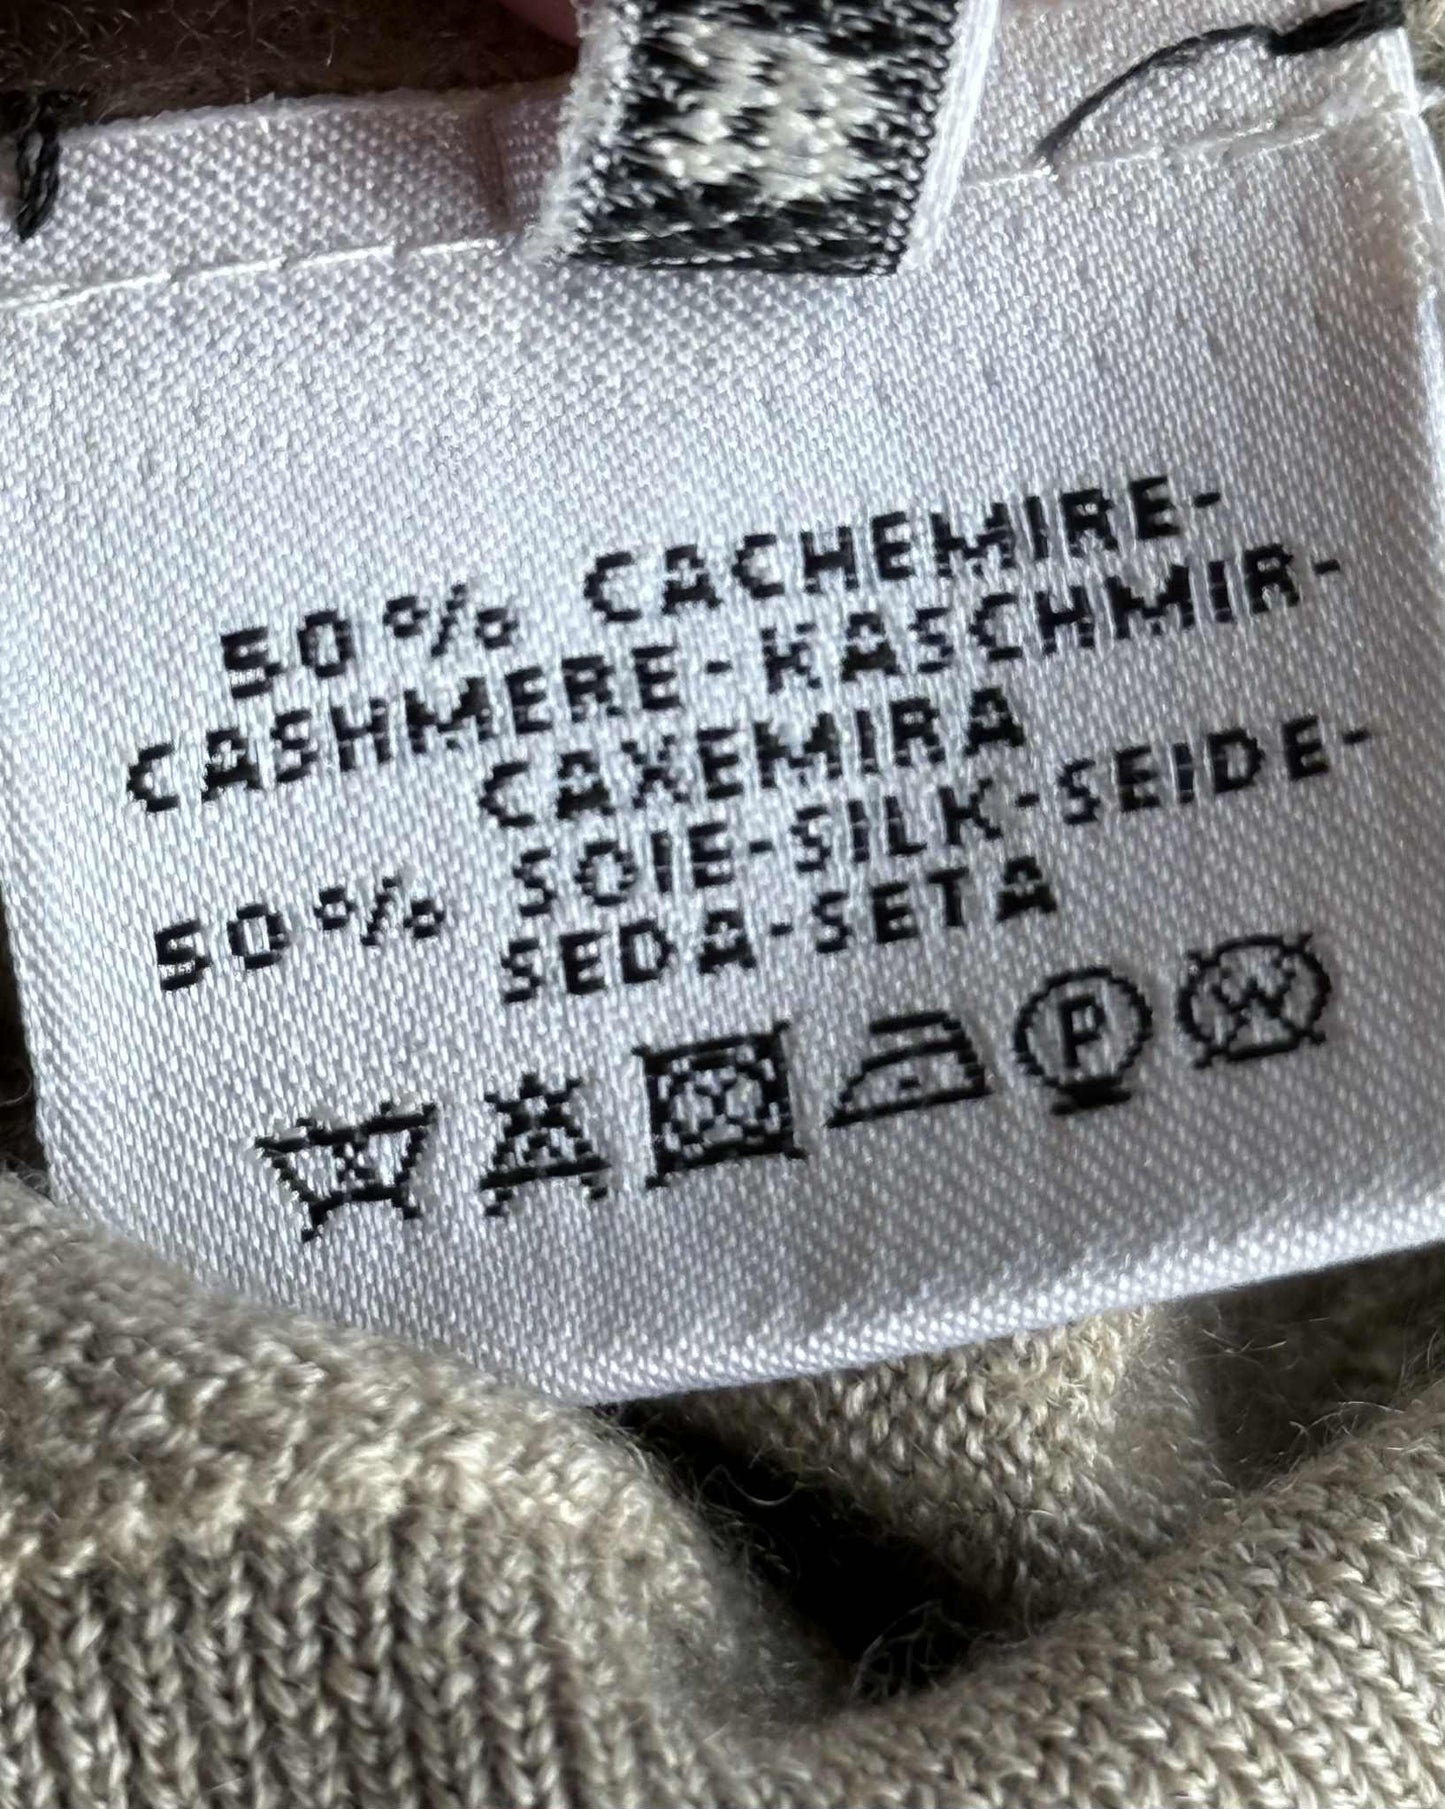 50% CACHEMIRE-
CASHMERE-KASCHMIR-
CAXEMIRA
50% SOIE-SILK-SEIDE-
SEDA-SETA
P W